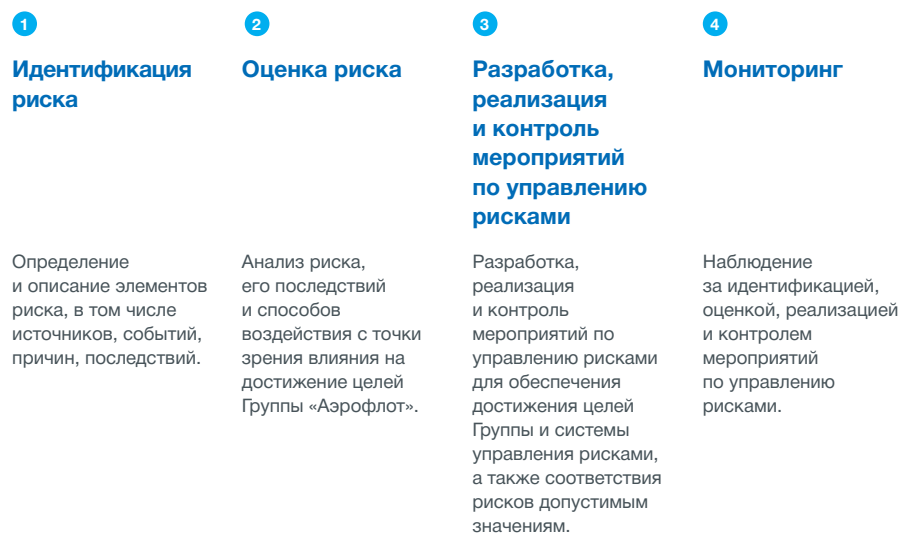 1
Идентификация
риска
Определение
и описание элементов
риска, в том числе
источников, событий,
причин, последствий.
2
Оценка риска
Анализ риска,
его последствий
и способов
воздействия с точки
зрения влияния на
достижение целей
Группы «Аэрофлот».
3
Разработка,
реализация
и контроль
мероприятий
по управлению
рисками
Разработка,
реализация
и контроль
мероприятий по
управлению рисками
для обеспечения
достижения целей
Группы и системы
управления рисками,
а также соответствия
рисков допустимым
значениям.
4
Мониторинг
Наблюдение
за идентификацией,
оценкой, реализацией
и контролем
мероприятий
по управлению
рисками.